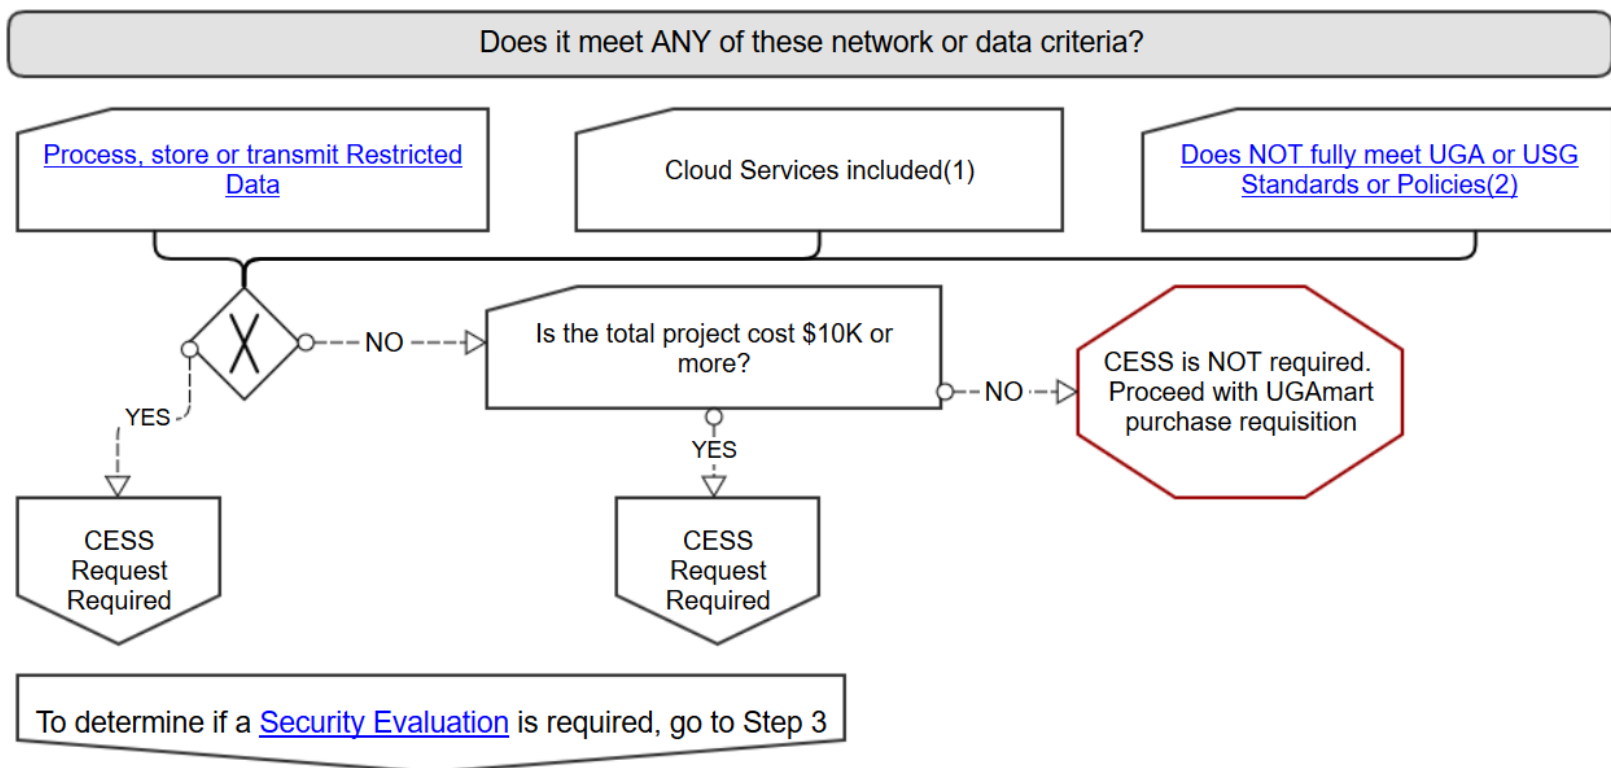 Does it meet ANY of these network or data criteria?
Process, store or transmit Restricted
Data
Cloud Services included(1)
Does NOT fully meet UGA or USG
Standards or Policies(2)
NO
Is the total project cost $10K or
more?
NO
CESS is NOT required.
Proceed with UGAmart
purchase requisition
YES
YES
CESS
Request
Required
CESS
Request
Required
To determine if a Security Evaluation is required, go to Step 3